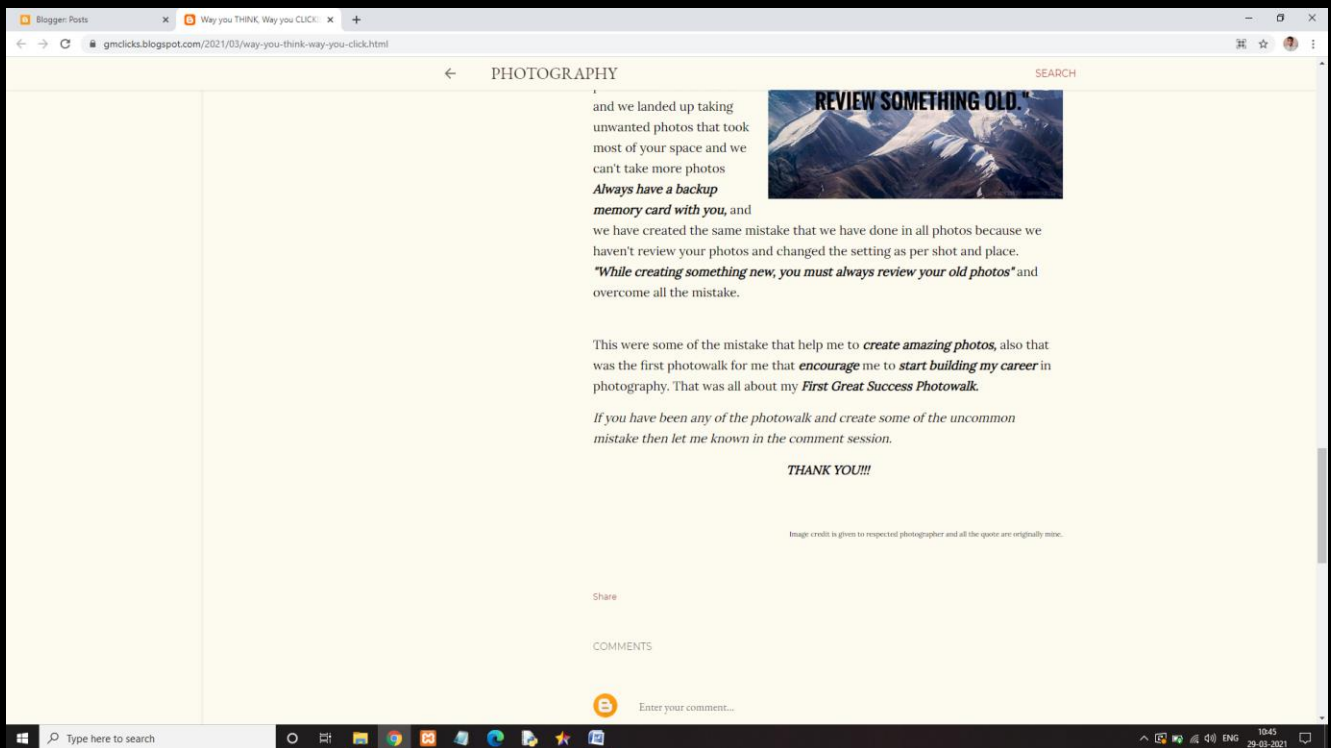 Blogger: Posts
Way you THINK, Way you CLICK
gmclicks.blogspot.com/2021/03/way-you-think-way-you-click.html
PHOTOGRAPHY
SEARCH
and we landed up taking
unwanted photos that took
most of your space and we
can't take more photos
Always have a backup
memory card with you, and
REVIEW SOMETHING OLD."
we have created the same mistake that we have done in all photos because we
haven't review your photos and changed the setting as per shot and place.
"While creating something new, you must always review your old photos" and
overcome all the mistake.
This were some of the mistake that help me to create amazing photos, also that
was the first photowalk for me that encourage me to start building my career in
photography. That was all about my First Great Success Photowalk.
If you have been any of the photowalk and create some of the uncommon
mistake then let me known in the comment session.
THANK YOU!!!
Image credit is given to respected photographer and all the quote are originally mine.
Share
COMMENTS
Enter your comment...
Type here to search
ENG
10:45
29-03-2021